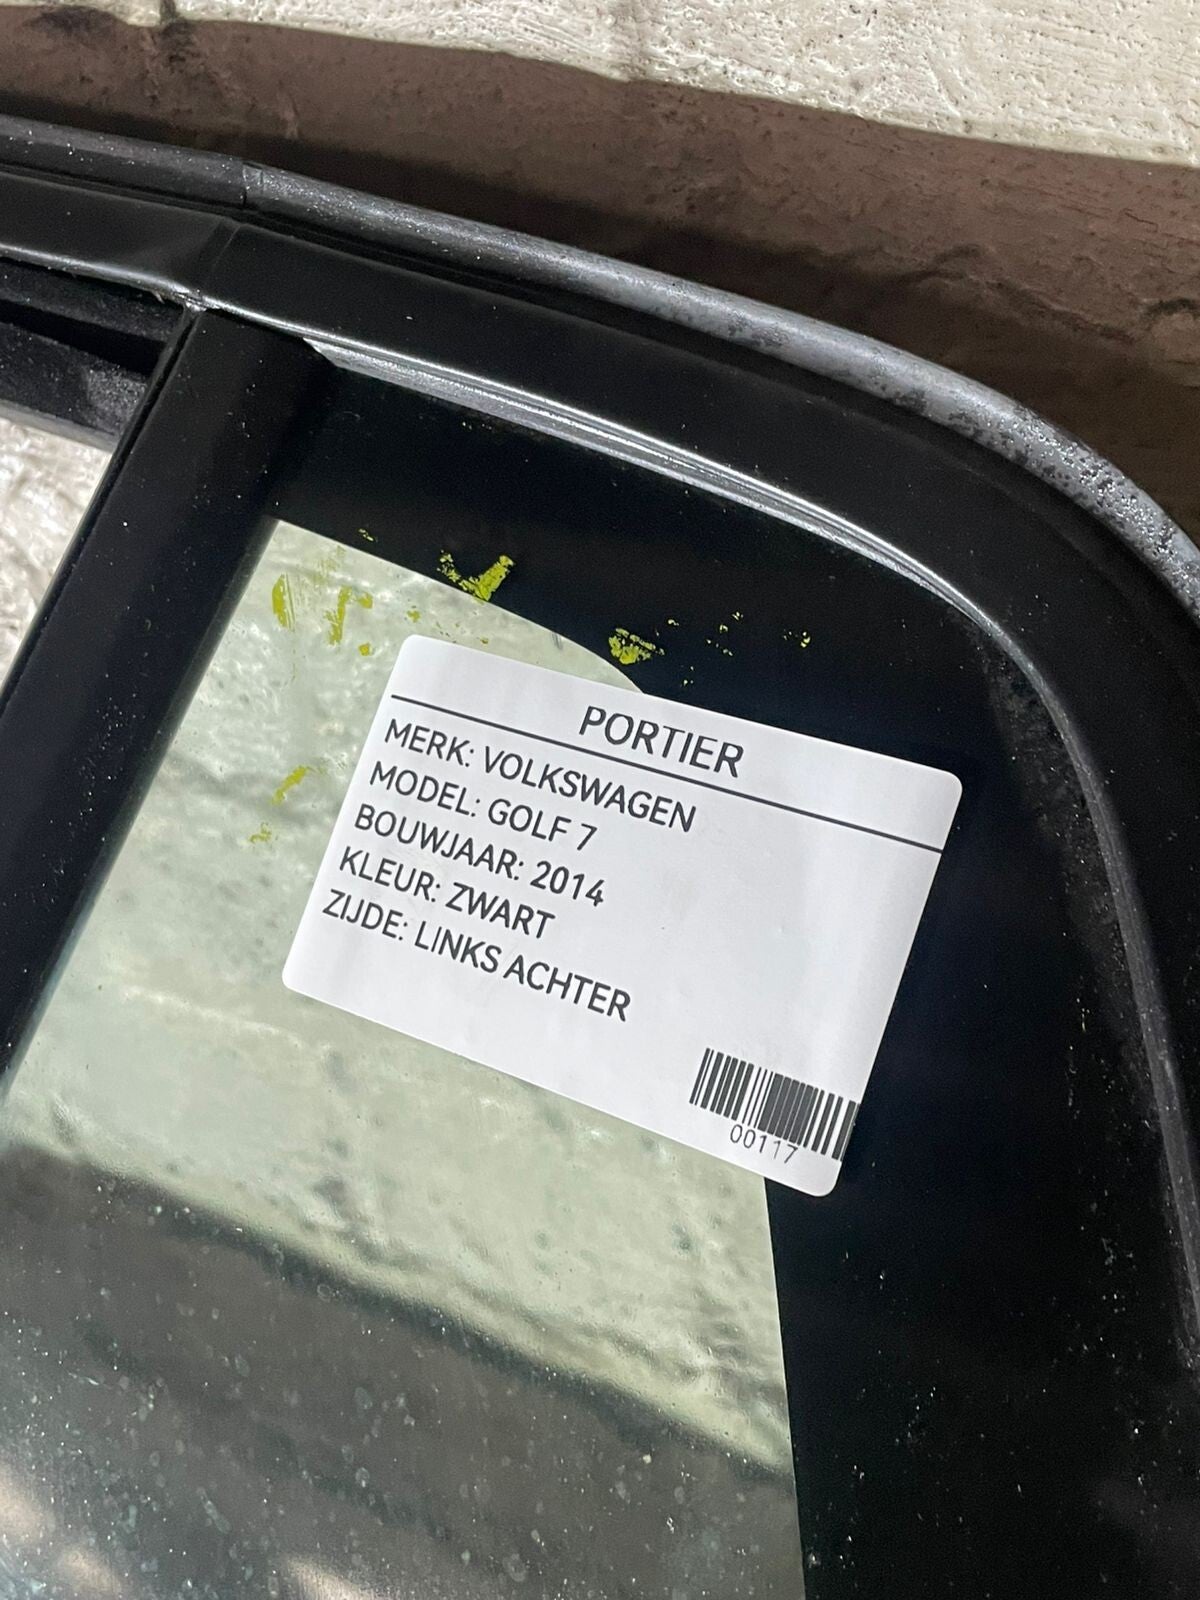 PORTIER
MERK: VOLKSWAGEN
MODEL: GOLF 7
BOUWJAAR: 2014
KLEUR: ZWART
ZIJDE: LINKS ACHTER
00117